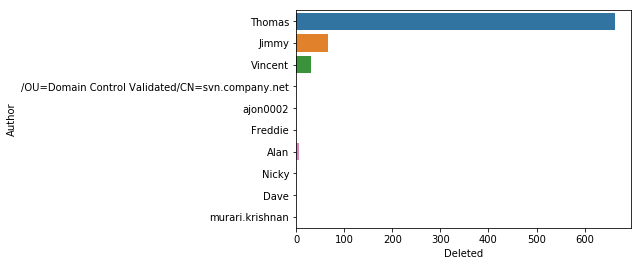 Thomas
Jimmy
Vincent
/OU=Domain Control Validated/CN=svn.company.net
ajon0002
Freddie
Alan
Nicky
Dave
murari.krishnan
Author
0 100 200 300 400 500 600
Deleted